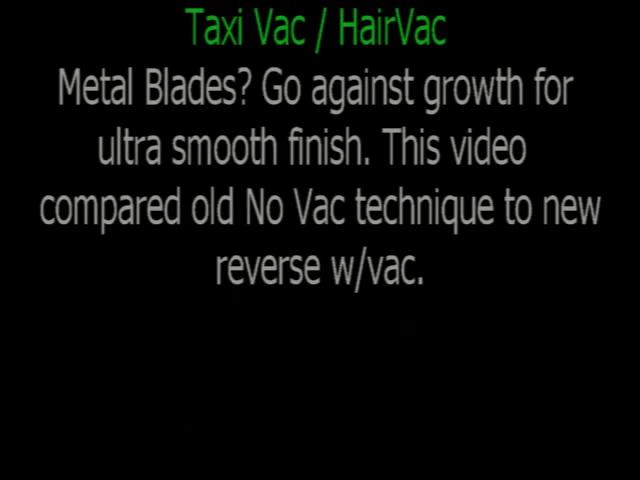 Taxi Vac / HairVac
Metal Blades? Go against growth for
ultra smooth finish. This video
compared old No Vac technique to new
reverse w/vac.